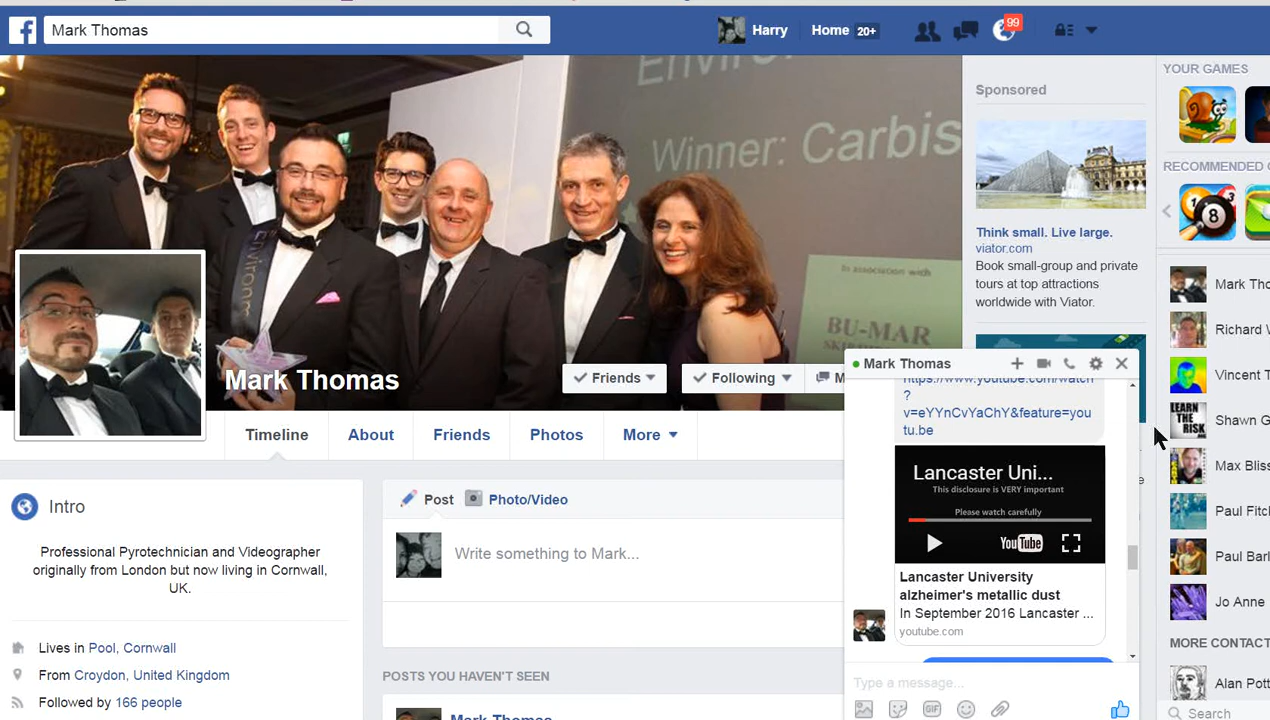 Mark Thomas
Harry
Home 20+
99
YOUR GAMES
Sponsored
Winner: Carbis
RECOMMENDED
8
Think small. Live large.
viator.com
Book small-group and private
tours at top attractions
worldwide with Viator.
In association with
BU-MAR
Mark Thomas
Friends
Following
M
Timeline
About
Friends
Photos
More
Intro
Professional Pyrotechnician and Videographer
originally from London but now living in Cornwall,
UK.
Lives in Pool, Cornwall
From Croydon, United Kingdom
Followed by 166 people
Post
Photo/Video
Write something to Mark...
POSTS YOU HAVEN'T SEEN
Mark Thomas
Mark Thomas
https://www.youtube.com/watch
?
v=eYYnCvYaChY&feature=you
tu.be
Lancaster Uni...
This disclosure is VERY important
Please watch carefully
YouTube
Lancaster University
alzheimer's metallic dust
In September 2016 Lancaster ...
youtube.com
Type a message...
GIF
Mark Tho
Richard W
Vincent T
LEARN
THE
RISK
Shawn G
Max Bliss
Paul Fitc
Paul Barl
Jo Anne
MORE CONTAC
Alan Pott
Search